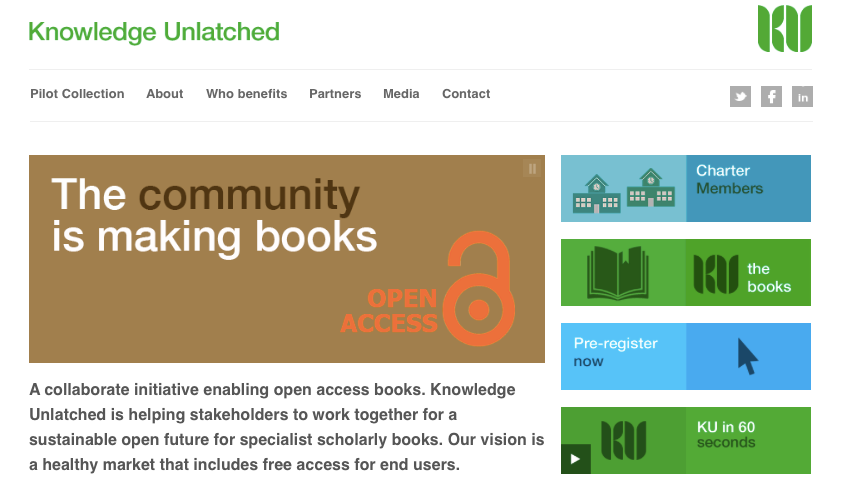 Knowledge Unlatched
KU
Pilot Collection About Who benefits Partners Media Contact
in
The community
is making books
OPEN
ACCESS
A collaborate initiative enabling open access books. Knowledge
Unlatched is helping stakeholders to work together for a
sustainable open future for specialist scholarly books. Our vision is
a healthy market that includes free access for end users.
Charter
Members
KU the
books
Pre-register
now
KU KU in 60
seconds